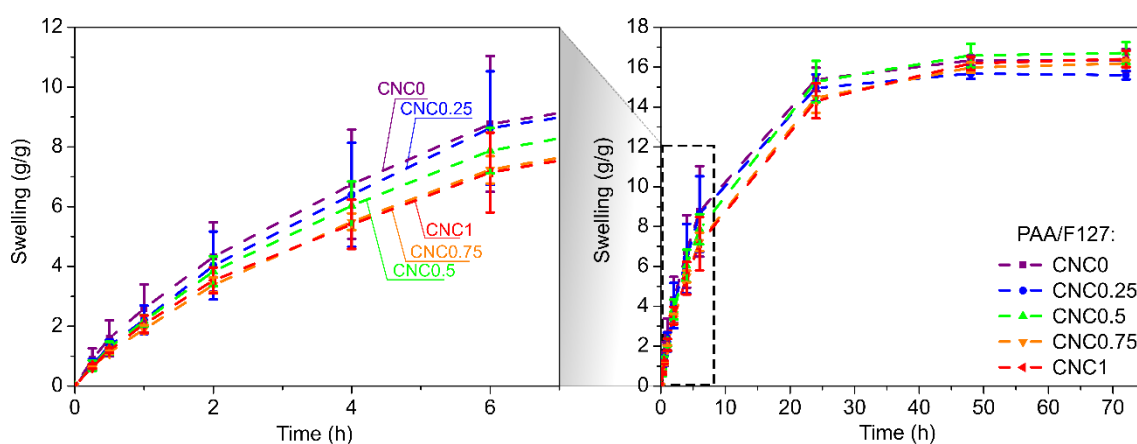 12
10
8
6
4
2
0
Swelling (g/g)
CNC0
CNC0.25
CNC1
CNC0.75
CNC0.5
0 2 4 6
Time (h)
18
16
14
12
10
8
6
4
2
0
Swelling (g/g)
PAA/F127:
CNC0
CNC0.25
CNC0.5
CNC0.75
CNC1
0 10 20 30 40 50 60 70
Time (h)